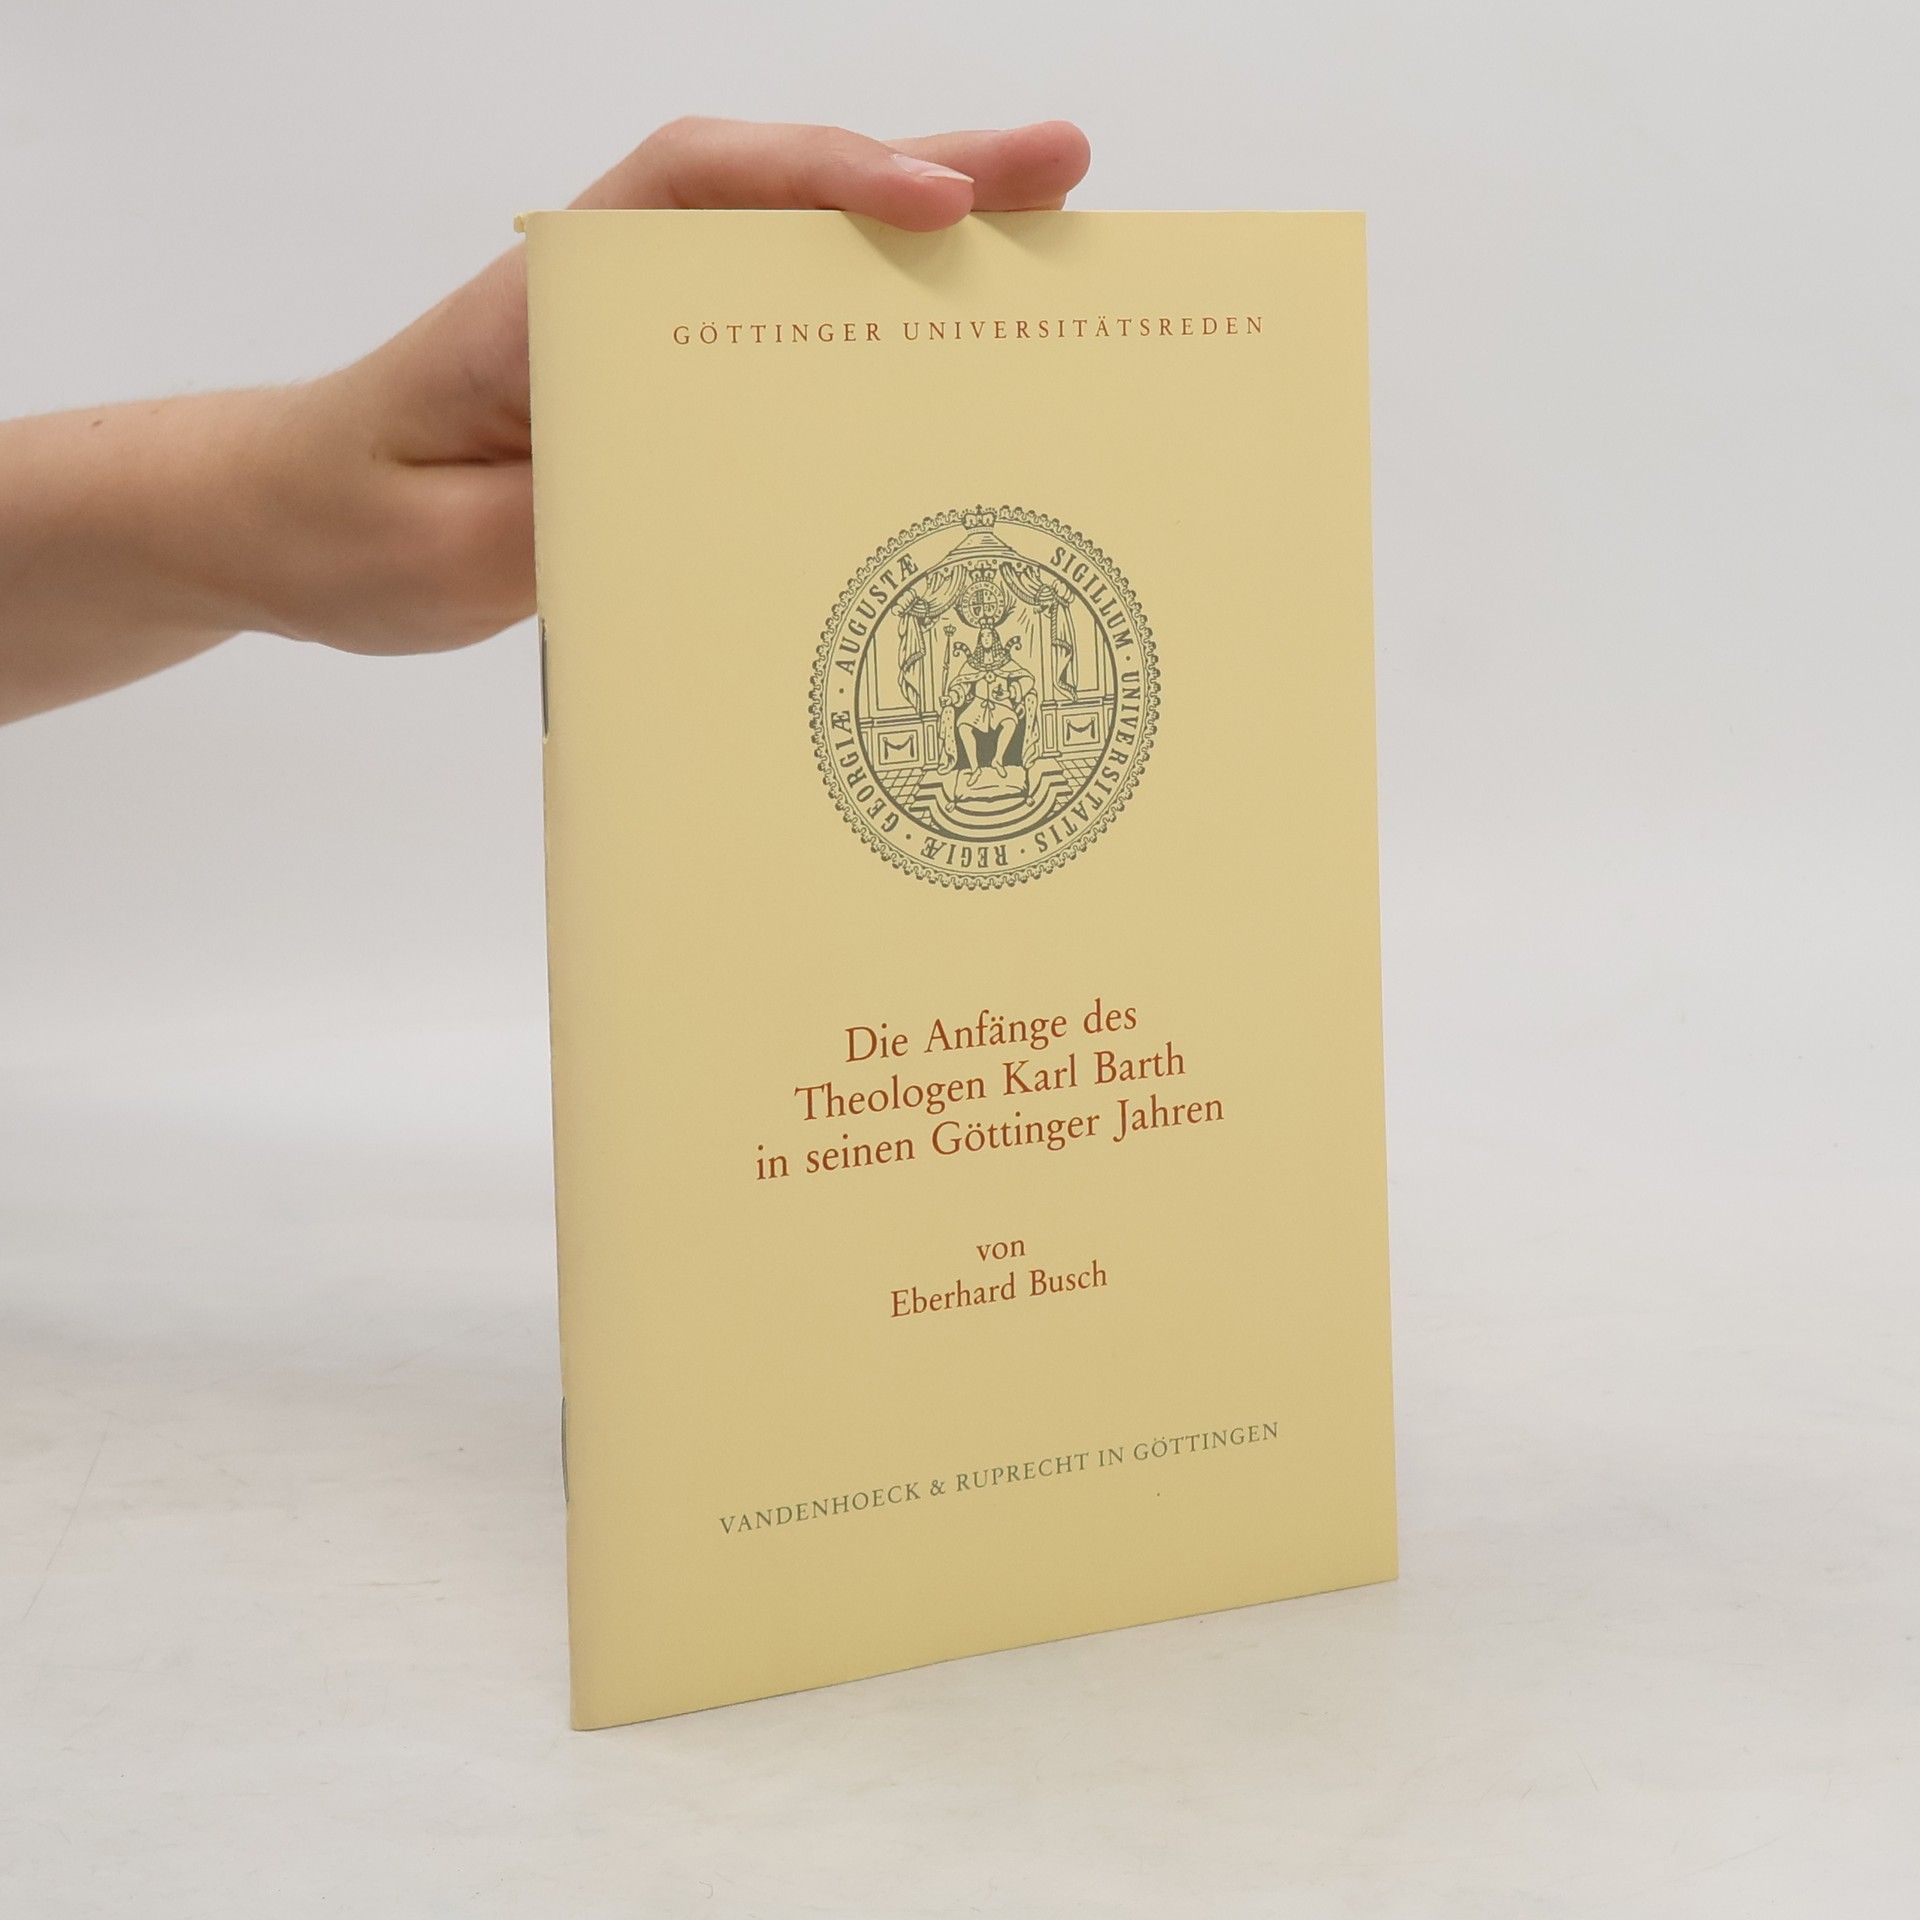 GÖTTINGER UNIVERSITÄTSREDEN
SIGILLUM · UNIVERSITATIS · REGIÆ · GEORGIÆ · AUGUSTÆ
Die Anfänge des
Theologen Karl Barth
in seinen Göttinger Jahren
von
Eberhard Busch
VANDENHOECK & RUPRECHT IN GÖTTINGEN